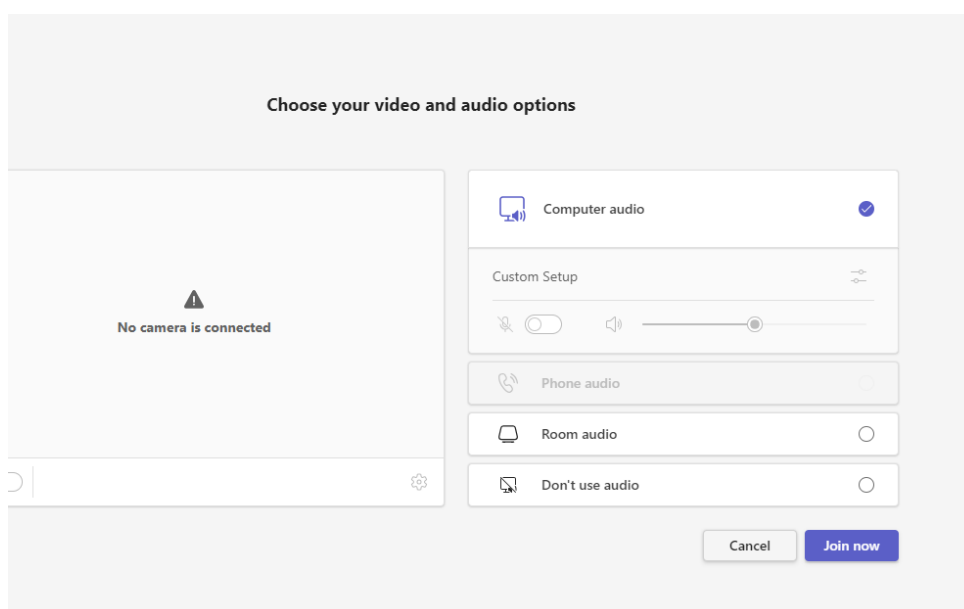 Choose your video and audio options
No camera is connected
Computer audio
Custom Setup
Phone audio
Room audio
Don't use audio
Cancel
Join now